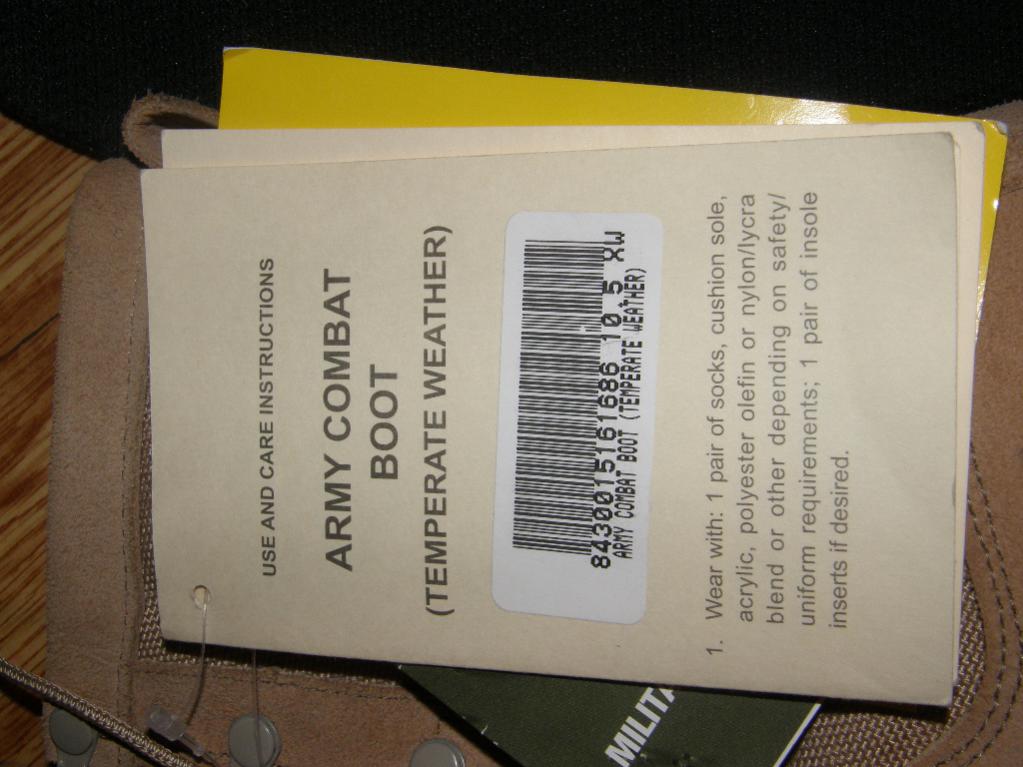 USE AND CARE INSTRUCTIONS
ARMY COMBAT
BOOT
(TEMPERATE WEATHER)
8430015161686 10.5 XW
ARMY COMBAT BOOT (TEMPERATE WEATHER)
1. Wear with: 1 pair of socks, cushion sole,
acrylic, polyester olefin or nylon/lycra
blend or other depending on safety/
uniform requirements; 1 pair of insole
inserts if desired.